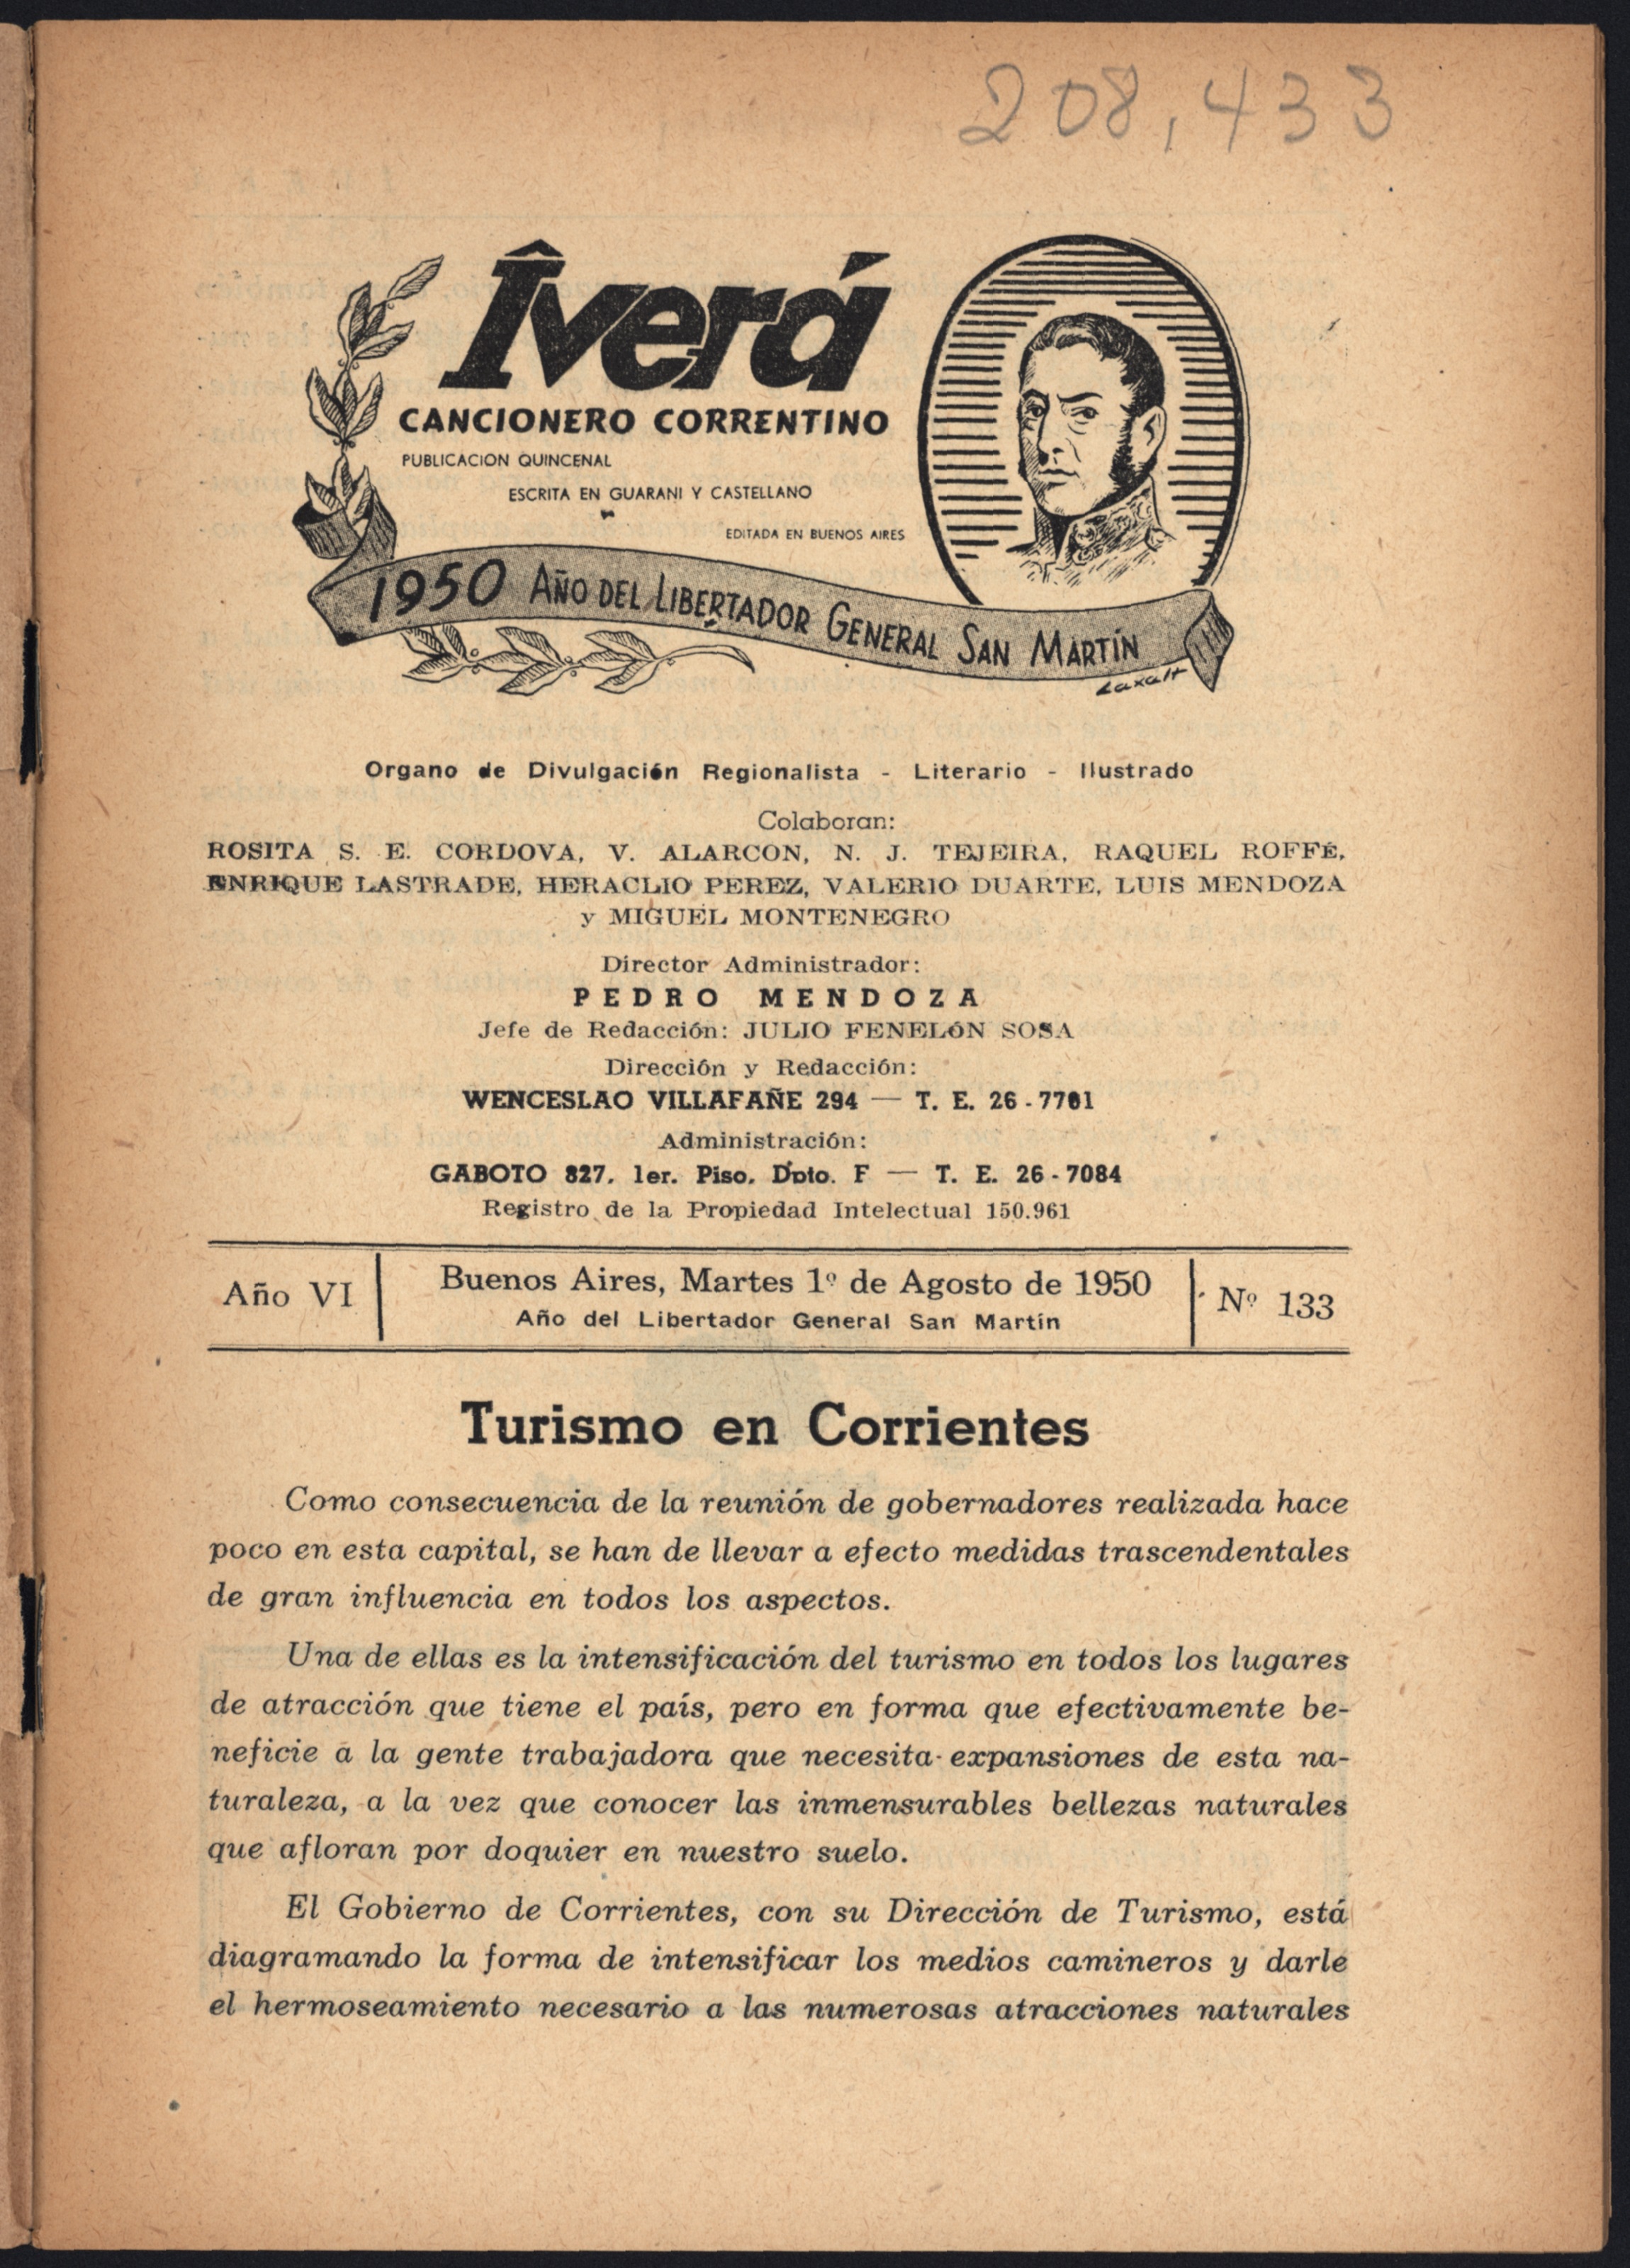 208,433
Îverá
CANCIONERO CORRENTINO
PUBLICACION QUINCENAL
ESCRITA EN GUARANI Y CASTELLANO
EDITADA EN BUENOS AIRES
1950 AÑO DEL LIBERTADOR GENERAL SAN MARTÍN
Laxalt
Organo de Divulgación Regionalista - Literario - Ilustrado
Colaboran:
ROSITA S. E. CORDOVA, V. ALARCON, N. J. TEJEIRA, RAQUEL ROFFÉ,
ENRIQUE LASTRADE, HERACLIO PEREZ, VALERIO DUARTE, LUIS MENDOZA
y MIGUEL MONTENEGRO
Director Administrador:
PEDRO MENDOZA
Jefe de Redacción: JULIO FENELÓN SOSA
Dirección y Redacción:
WENCESLAO VILLAFAÑE 294 — T. E. 26 - 7701
Administración:
GABOTO 827. 1er. Piso. Dpto. F — T. E. 26 - 7084
Registro de la Propiedad Intelectual 150.961
Año VI
Buenos Aires, Martes 1º de Agosto de 1950
Año del Libertador General San Martín
Nº 133
Turismo en Corrientes
Como consecuencia de la reunión de gobernadores realizada hace
poco en esta capital, se han de llevar a efecto medidas trascendentales
de gran influencia en todos los aspectos.
Una de ellas es la intensificación del turismo en todos los lugares
de atracción que tiene el país, pero en forma que efectivamente be-
neficie a la gente trabajadora que necesita expansiones de esta na-
turaleza, a la vez que conocer las inmensurables bellezas naturales
que afloran por doquier en nuestro suelo.
El Gobierno de Corrientes, con su Dirección de Turismo, está
diagramando la forma de intensificar los medios camineros y darle
el hermoseamiento necesario a las numerosas atracciones naturales